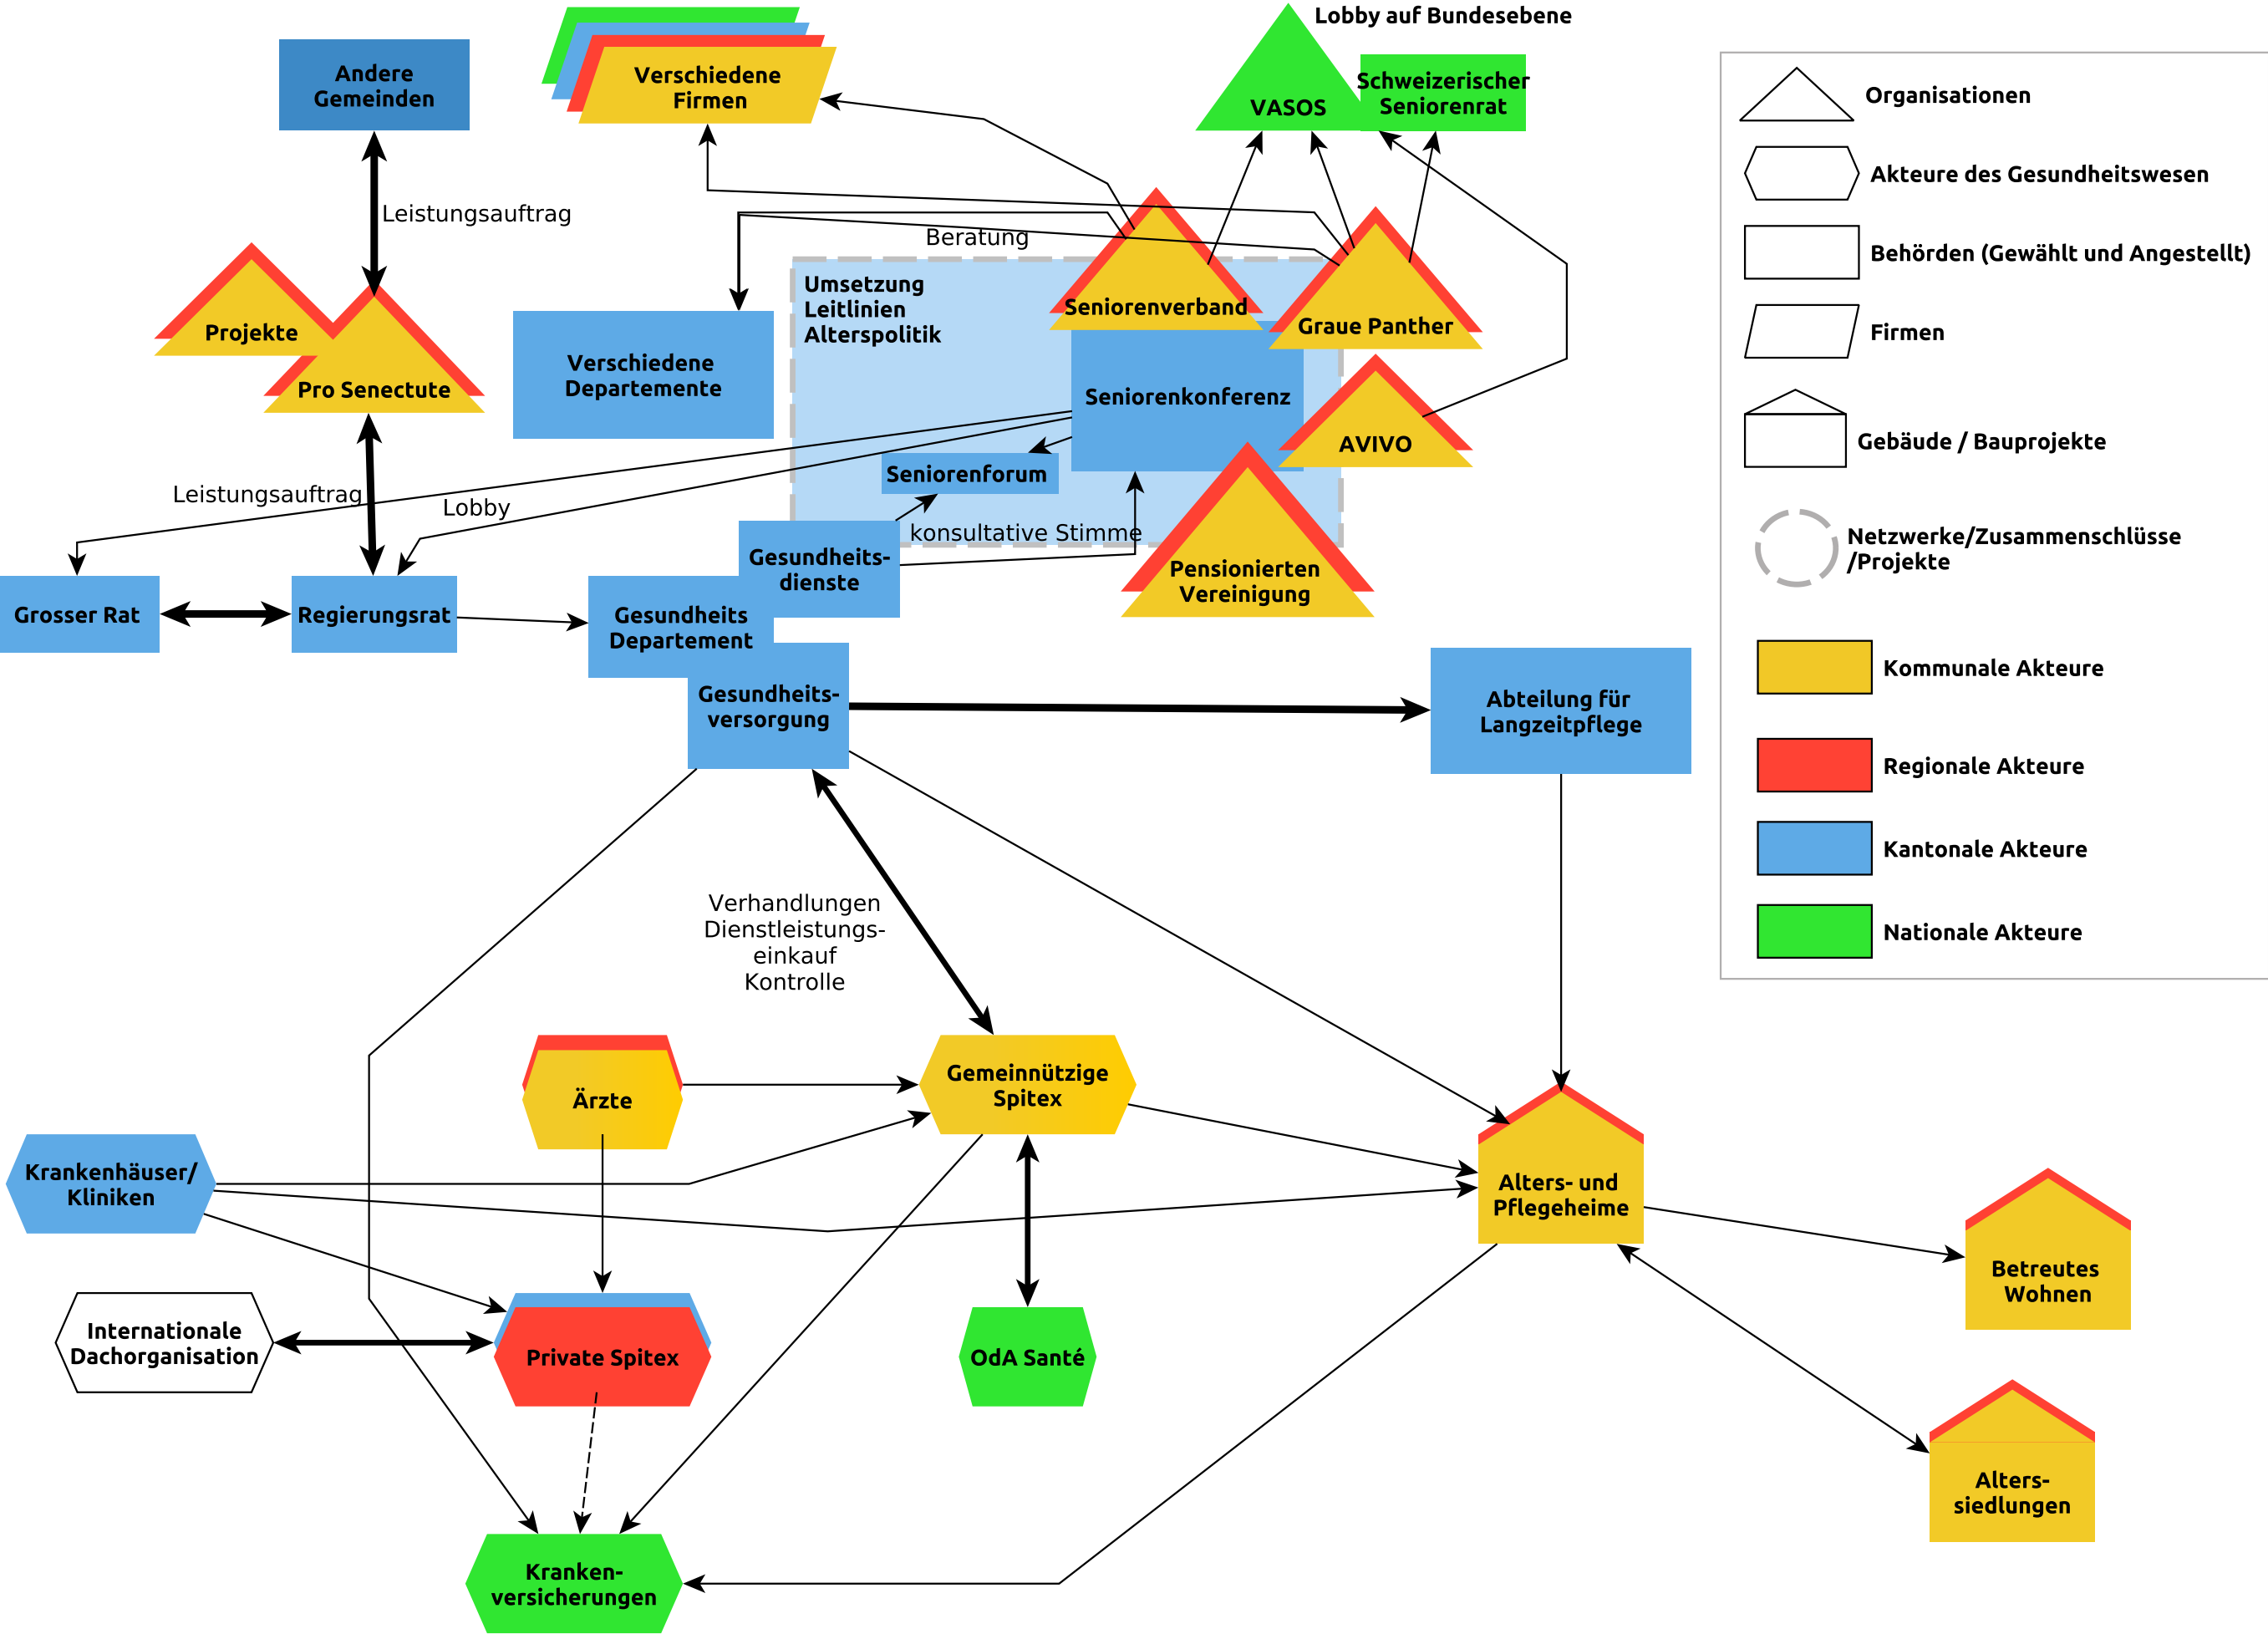 Lobby auf Bundesebene
Andere
Gemeinden
Verschiedene
Firmen
VASOS
Schweizerischer
Seniorenrat
Leistungsauftrag
Beratung
Projekte
Pro Senectute
Verschiedene
Departemente
Umsetzung
Leitlinien
Alterspolitik
Seniorenverband
Graue Panther
Seniorenkonferenz
AVIVO
Seniorenforum
Leistungsauftrag
Lobby
konsultative Stimme
Gesundheits-
dienste
Pensionierten
Vereinigung
Grosser Rat
Regierungsrat
Gesundheits
Departement
Gesundheits-
versorgung
Abteilung für
Langzeitpflege
Verhandlungen
Dienstleistungs-
einkauf
Kontrolle
Ärzte
Gemeinnützige
Spitex
Krankenhäuser/
Kliniken
Alters- und
Pflegeheime
Betreutes
Wohnen
Internationale
Dachorganisation
Private Spitex
OdA Santé
Alters-
siedlungen
Kranken-
versicherungen
Organisationen
Akteure des Gesundheitswesen
Behörden (Gewählt und Angestellt)
Firmen
Gebäude / Bauprojekte
Netzwerke/Zusammenschlüsse
/Projekte
Kommunale Akteure
Regionale Akteure
Kantonale Akteure
Nationale Akteure